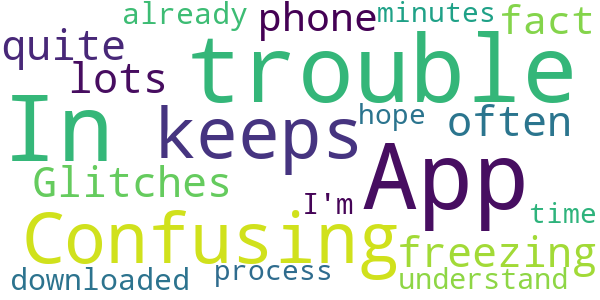 already phone minutes fact
quite lots trouble
In keeps hope often
Glitches I'm App
Confusing time
freezing
downloaded process understand